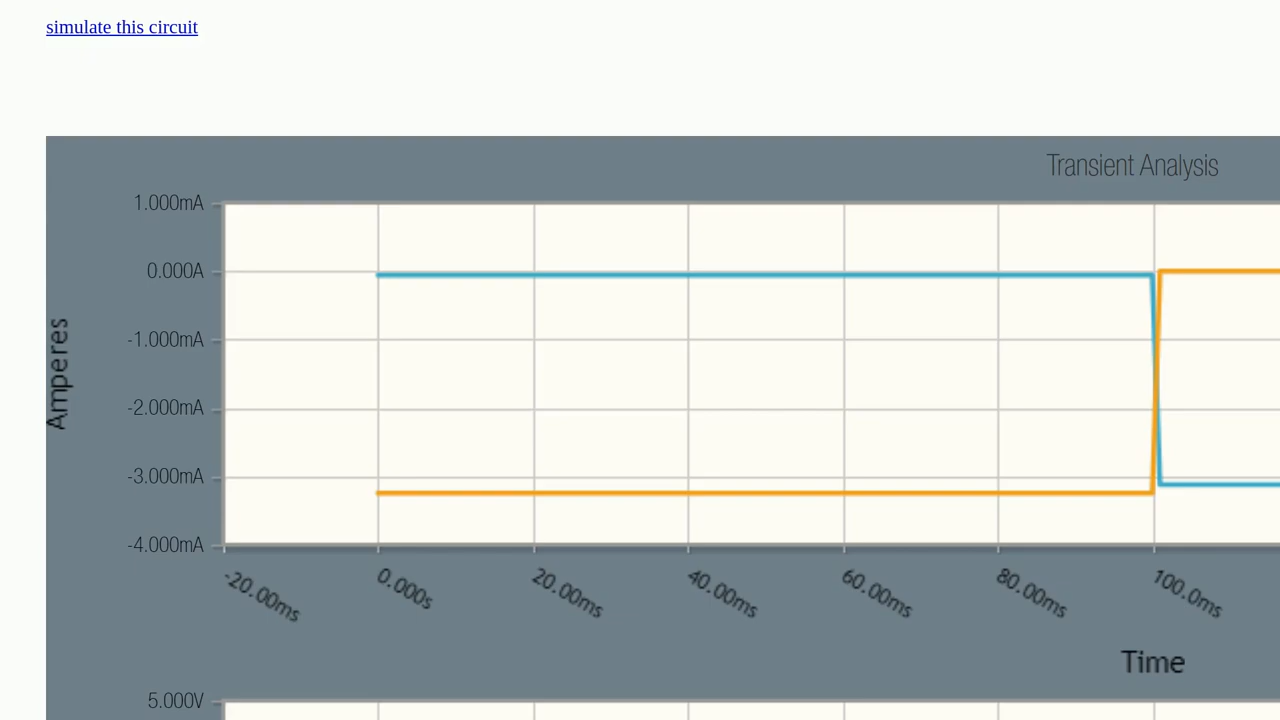 simulate this circuit
Transient Analysis
1.000mA
0.000A
-1.000mA
-2.000mA
-3.000mA
-4.000mA
Amperes
-20.00ms
0.000s
20.00ms
40.00ms
60.00ms
80.00ms
100.0ms
Time
5.000V